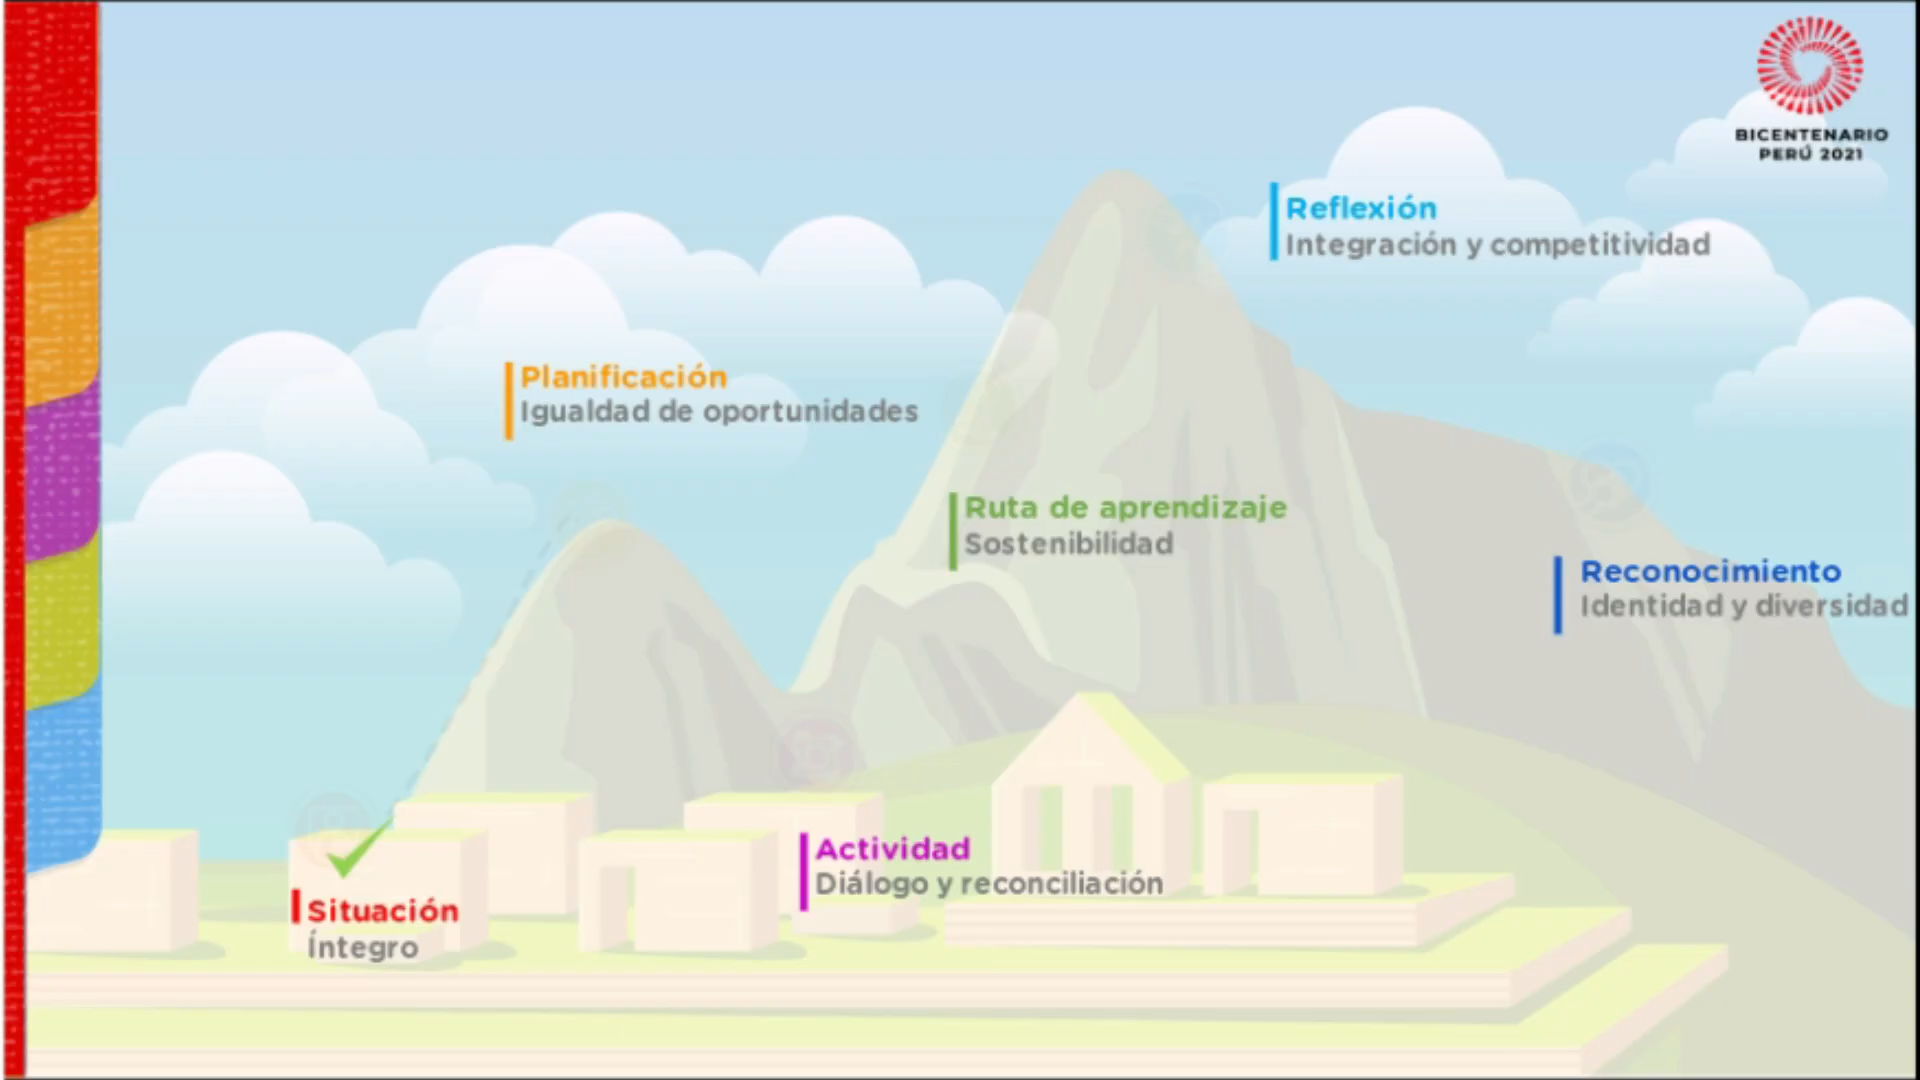 BICENTENARIO
PERÚ 2021
Reflexión
Integración y competitividad
Planificación
Igualdad de oportunidades
Ruta de aprendizaje
Sostenibilidad
Reconocimiento
Identidad y diversidad
Actividad
Diálogo y reconciliación
Situación
Íntegro